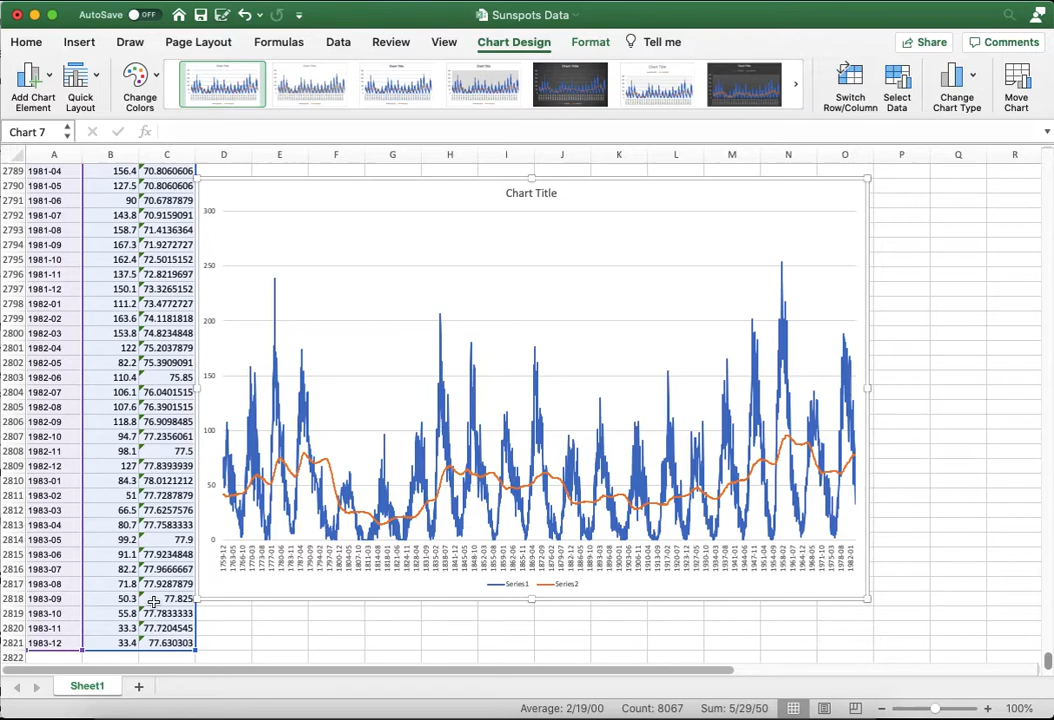 AutoSave OFF Sunspots Data
Home Insert Draw Page Layout Formulas Data Review View Chart Design Format Tell me Share Comments
Add Chart Element Quick Layout Change Colors Switch Row/Column Select Data Change Chart Type Move Chart
Chart 7 fx
A B C D E F G H I J K L M N O P Q R
2789 1981-04 156.4 70.8060606
2790 1981-05 127.5 70.8060606
2791 1981-06 90 70.6787879
2792 1981-07 143.8 70.9159091
2793 1981-08 158.7 71.4136364
2794 1981-09 167.3 71.9272727
2795 1981-10 162.4 72.5015152
2796 1981-11 137.5 72.8219697
2797 1981-12 150.1 73.3265152
2798 1982-01 111.2 73.4772727
2799 1982-02 163.6 74.1181818
2800 1982-03 153.8 74.8234848
2801 1982-04 122 75.2037879
2802 1982-05 82.2 75.3909091
2803 1982-06 110.4 75.85
2804 1982-07 106.1 76.0401515
2805 1982-08 107.6 76.3901515
2806 1982-09 118.8 76.9098485
2807 1982-10 94.7 77.2356061
2808 1982-11 98.1 77.5
2809 1982-12 127 77.8393939
2810 1983-01 84.3 78.0121212
2811 1983-02 51 77.7287879
2812 1983-03 66.5 77.6257576
2813 1983-04 80.7 77.7583333
2814 1983-05 99.2 77.9
2815 1983-06 91.1 77.9234848
2816 1983-07 82.2 77.9666667
2817 1983-08 71.8 77.9287879
2818 1983-09 50.3 77.825
2819 1983-10 55.8 77.7833333
2820 1983-11 33.3 77.7204545
2821 1983-12 33.4 77.630303
2822
Chart Title
300
250
200
150
100
50
0
Series1 Series2
Sheet1
Average: 2/19/00 Count: 8067 Sum: 5/29/50 100%